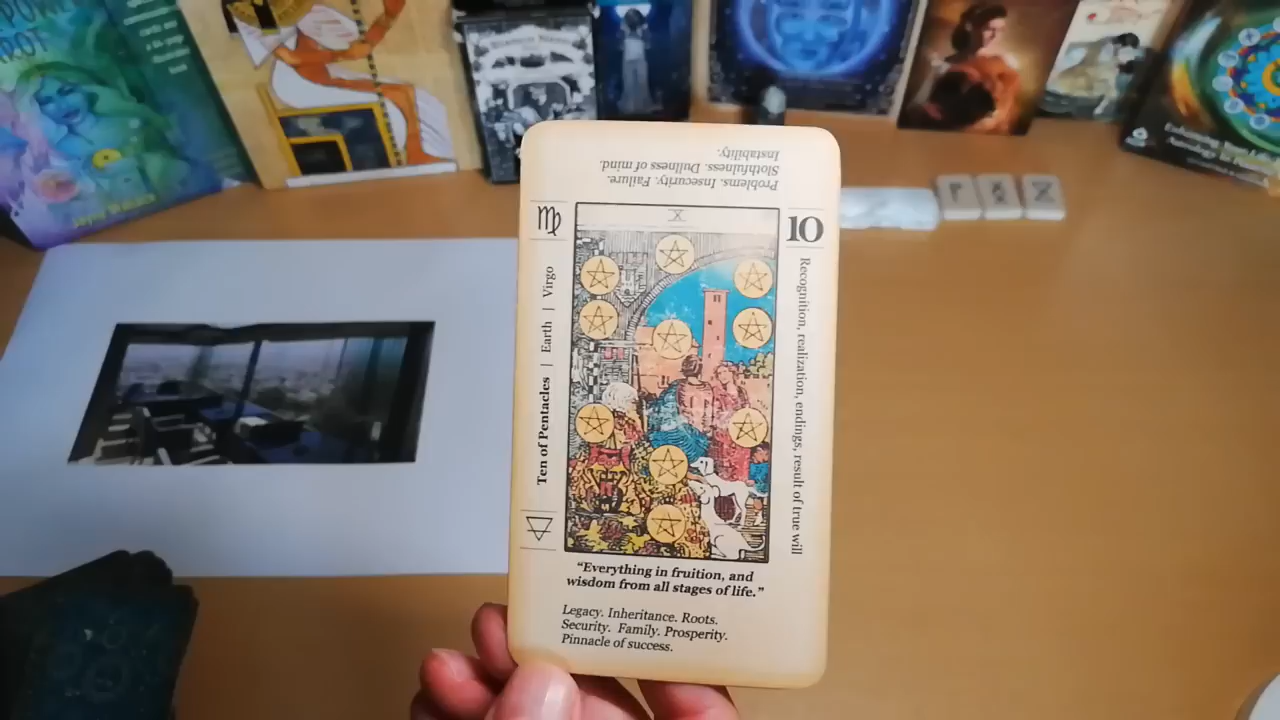 POWER
Problems. Insecurity. Failure.
Slothfulness. Dullness of mind.
Instability.
X
10
Ten of Pentacles | Earth | Virgo
Recognition, realization, endings, result of true will
“Everything in fruition, and
wisdom from all stages of life.”
Legacy. Inheritance. Roots.
Security. Family. Prosperity.
Pinnacle of success.